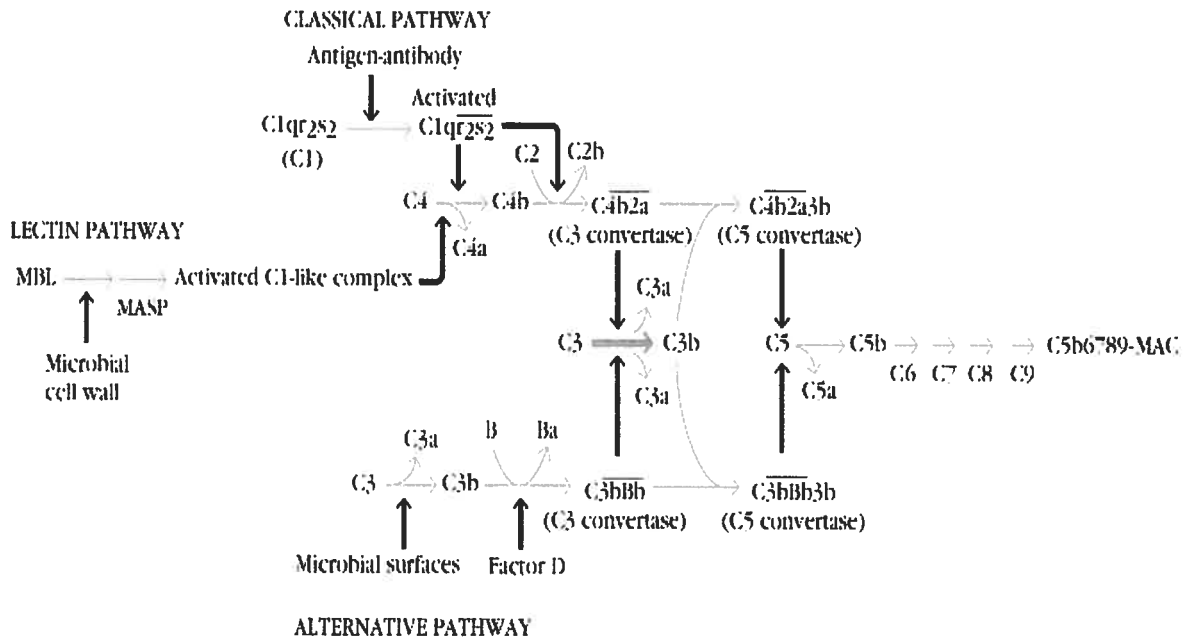 CLASSICAL PATHWAY
Antigen-antibody
Activated
C1qr2s2
C1qr2s2
(C1)
C2
C2b
C4
C4b
C4b2a
C4b2a3b
C4a
(C3 convertase)
(C5 convertase)
LECTIN PATHWAY
MBL
MASP
Activated C1-like complex
Microbial
cell wall
C3a
C3
C3b
C3a
C5
C5b
C5a
C6
C7
C8
C9
C5b6789-MAC
C3a
B
Ba
C3
C3b
C3bBb
C3bBb3b
(C3 convertase)
(C5 convertase)
Microbial surfaces
Factor D
ALTERNATIVE PATHWAY